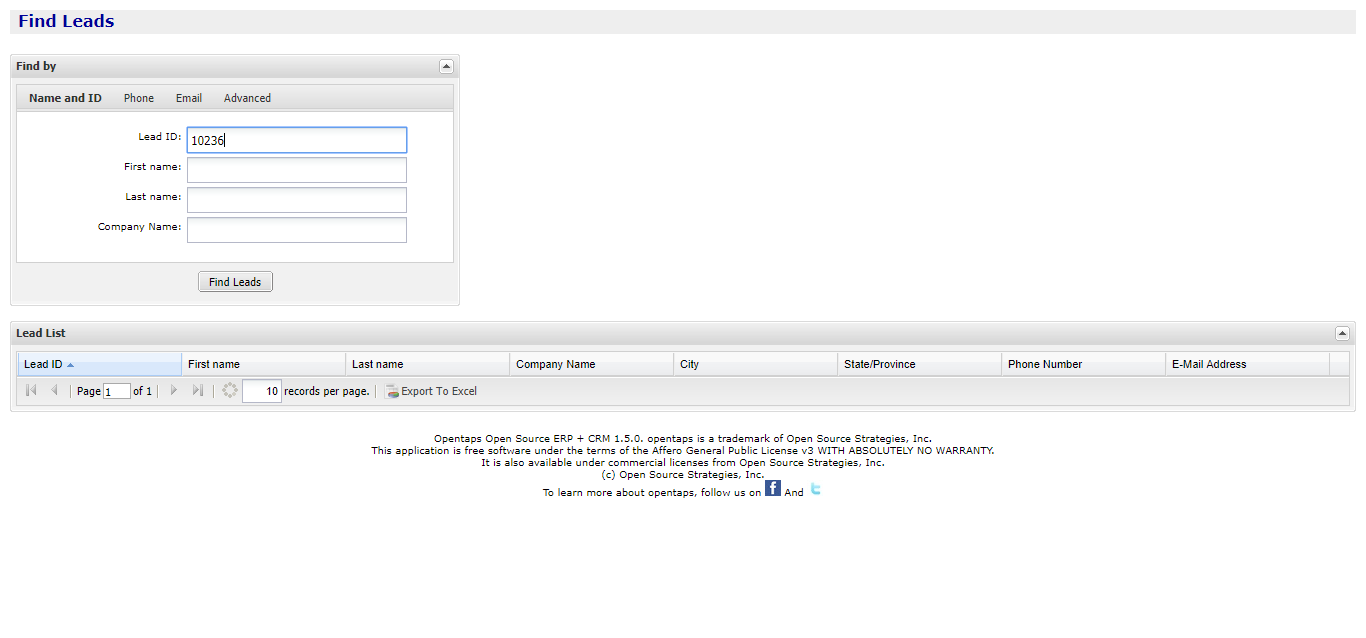 Find Leads
Find by
Name and ID Phone Email Advanced
Lead ID: 10236
First name:
Last name:
Company Name:
Find Leads
Lead List
Lead ID First name Last name Company Name City State/Province Phone Number E-Mail Address
Page 1 of 1 10 records per page. Export To Excel
Opentaps Open Source ERP + CRM 1.5.0. opentaps is a trademark of Open Source Strategies, Inc.
This application is free software under the terms of the Affero General Public License v3 WITH ABSOLUTELY NO WARRANTY.
It is also available under commercial licenses from Open Source Strategies, Inc.
(c) Open Source Strategies, Inc.
To learn more about opentaps, follow us on f And t